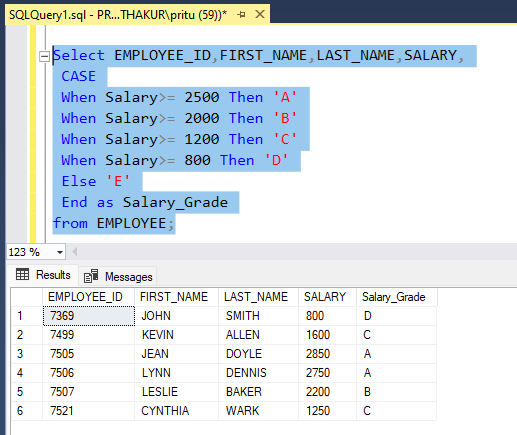 SQLQuery1.sql - PR...THAKUR\pritu (59))*
Select EMPLOYEE_ID,FIRST_NAME,LAST_NAME,SALARY,
CASE
When Salary>= 2500 Then 'A'
When Salary>= 2000 Then 'B'
When Salary>= 1200 Then 'C'
When Salary>= 800 Then 'D'
Else 'E'
End as Salary_Grade
from EMPLOYEE;
123 %
Results Messages
EMPLOYEE_ID FIRST_NAME LAST_NAME SALARY Salary_Grade
1 7369 JOHN SMITH 800 D
2 7499 KEVIN ALLEN 1600 C
3 7505 JEAN DOYLE 2850 A
4 7506 LYNN DENNIS 2750 A
5 7507 LESLIE BAKER 2200 B
6 7521 CYNTHIA WARK 1250 C